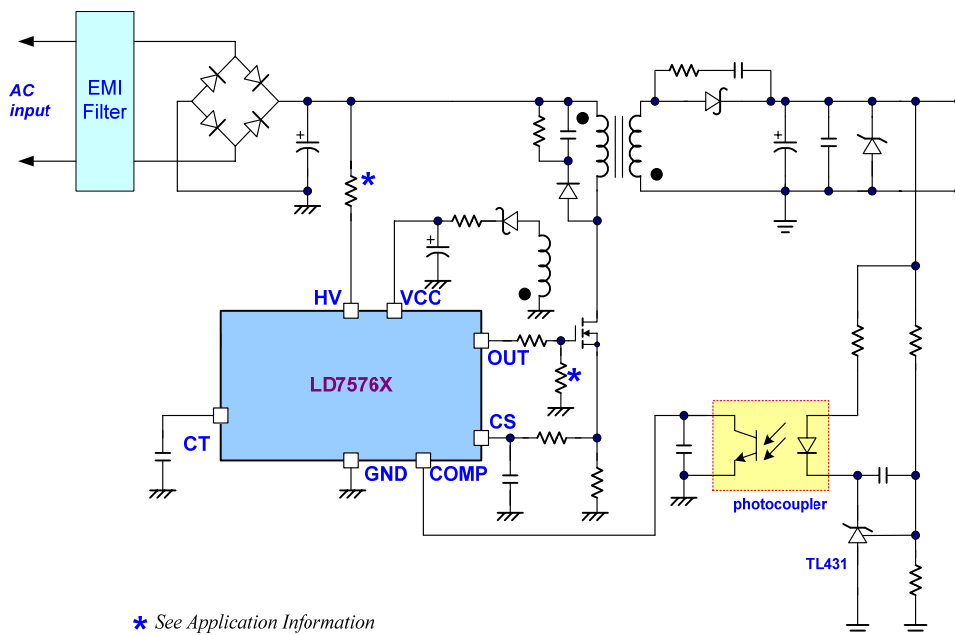 AC
input
EMI
Filter
+
+
+
*
HV
VCC
OUT
LD7576X
*
CS
CT
GND
COMP
photocoupler
TL431
* See Application Information